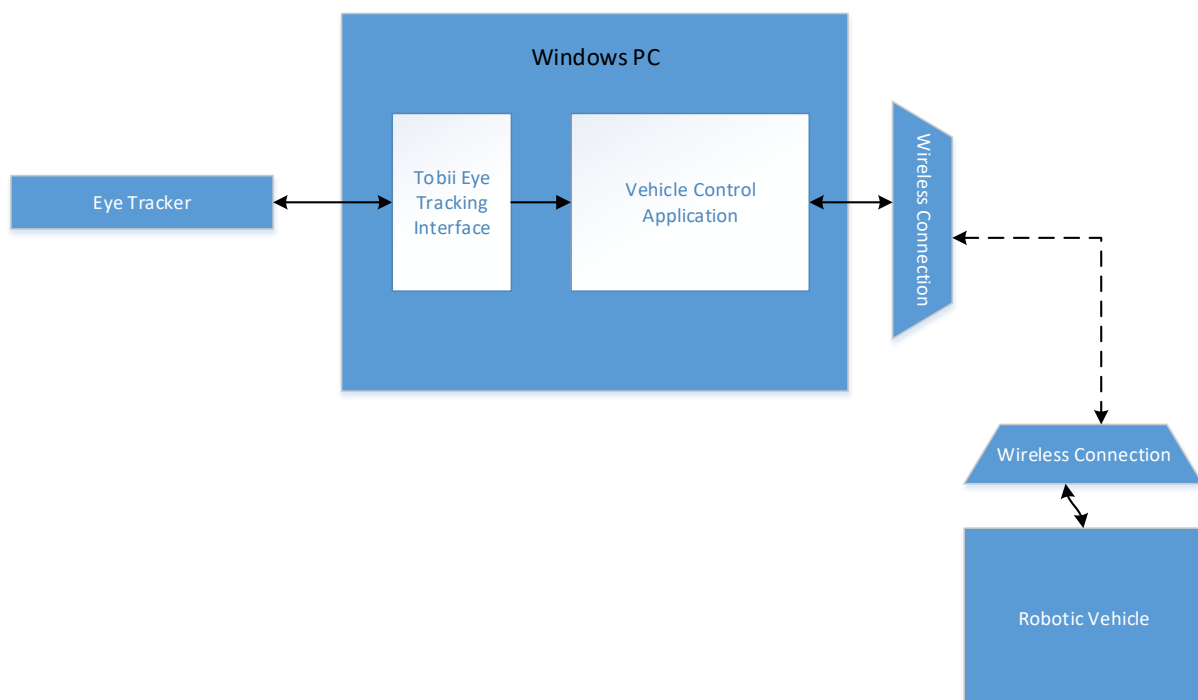 Windows PC
Eye Tracker
Tobii Eye
Tracking
Interface
Vehicle Control
Application
Wireless Connection
Wireless Connection
Robotic Vehicle